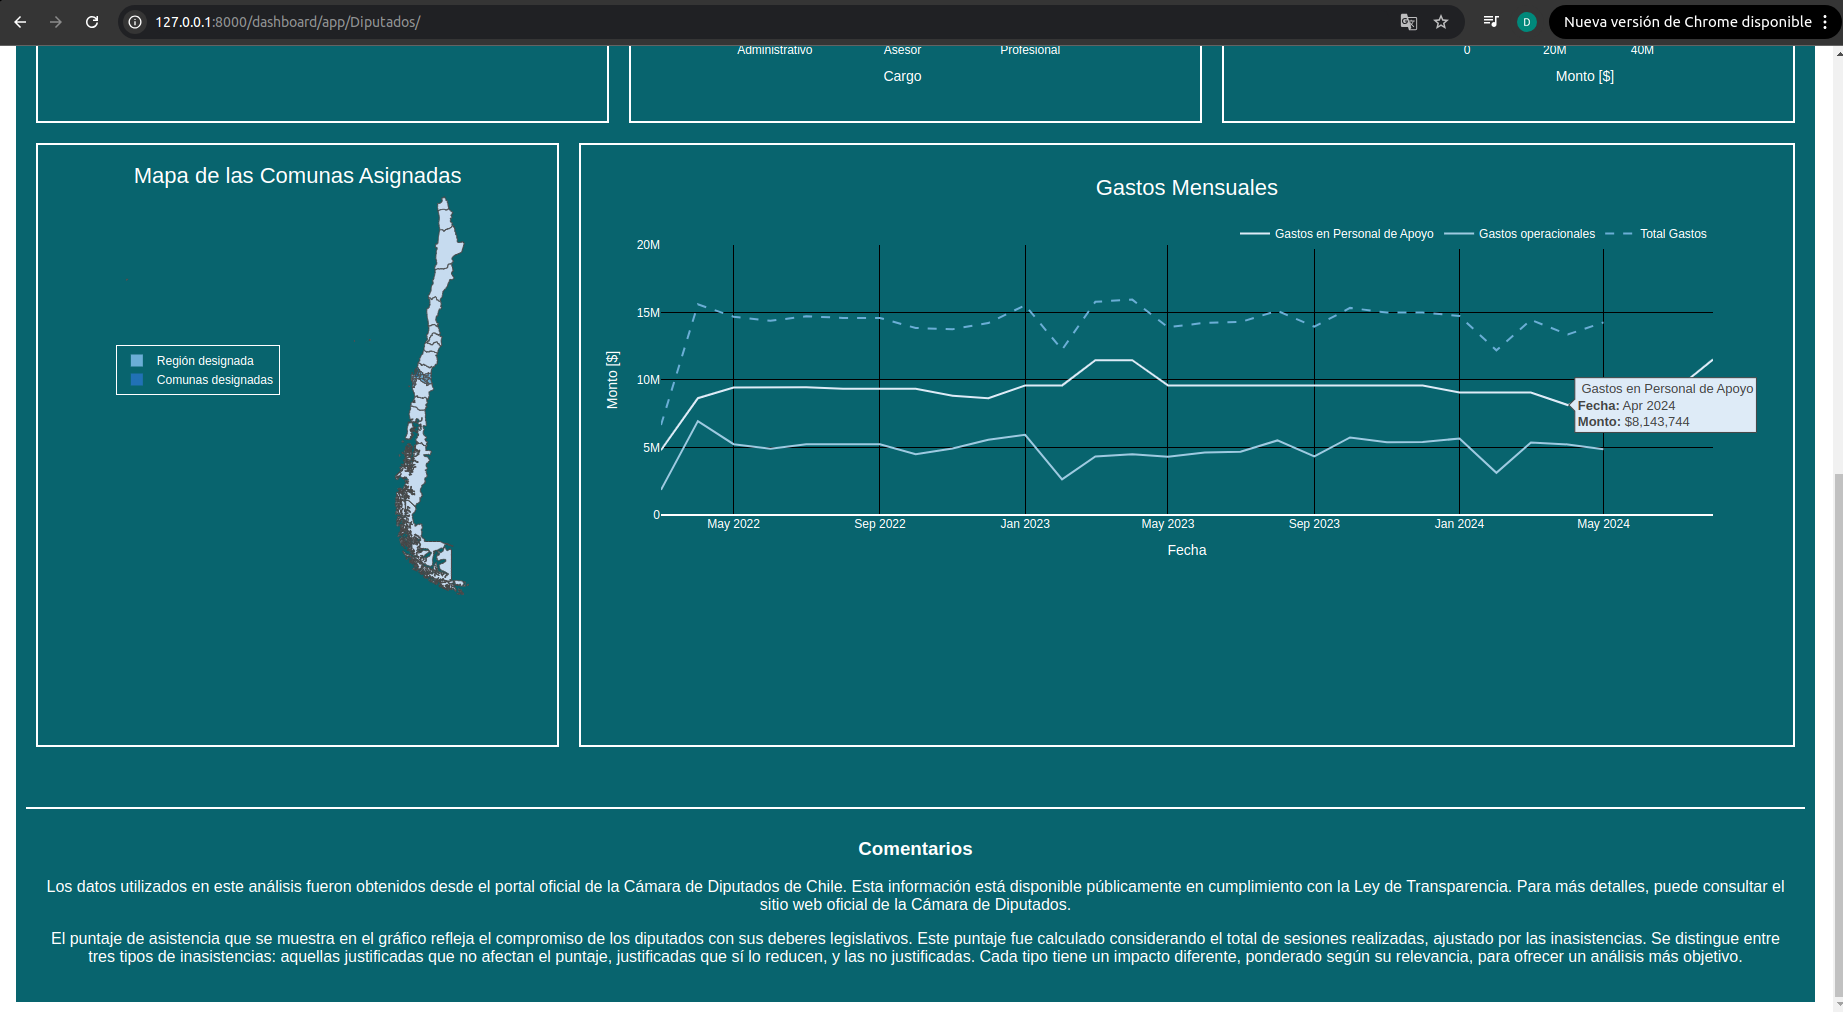 127.0.0.1:8000/dashboard/app/Diputados/
D
Nueva versión de Chrome disponible
Administrativo Asesor Profesional
Cargo
0 20M 40M
Monto [$]
Mapa de las Comunas Asignadas
Región designada
Comunas designadas
Gastos Mensuales
Gastos en Personal de Apoyo Gastos operacionales Total Gastos
20M
15M
10M
5M
0
Monto [$]
Gastos en Personal de Apoyo
Fecha: Apr 2024
Monto: $8,143,744
May 2022 Sep 2022 Jan 2023 May 2023 Sep 2023 Jan 2024 May 2024
Fecha
Comentarios
Los datos utilizados en este análisis fueron obtenidos desde el portal oficial de la Cámara de Diputados de Chile. Esta información está disponible públicamente en cumplimiento con la Ley de Transparencia. Para más detalles, puede consultar el
sitio web oficial de la Cámara de Diputados.
El puntaje de asistencia que se muestra en el gráfico refleja el compromiso de los diputados con sus deberes legislativos. Este puntaje fue calculado considerando el total de sesiones realizadas, ajustado por las inasistencias. Se distingue entre
tres tipos de inasistencias: aquellas justificadas que no afectan el puntaje, justificadas que sí lo reducen, y las no justificadas. Cada tipo tiene un impacto diferente, ponderado según su relevancia, para ofrecer un análisis más objetivo.